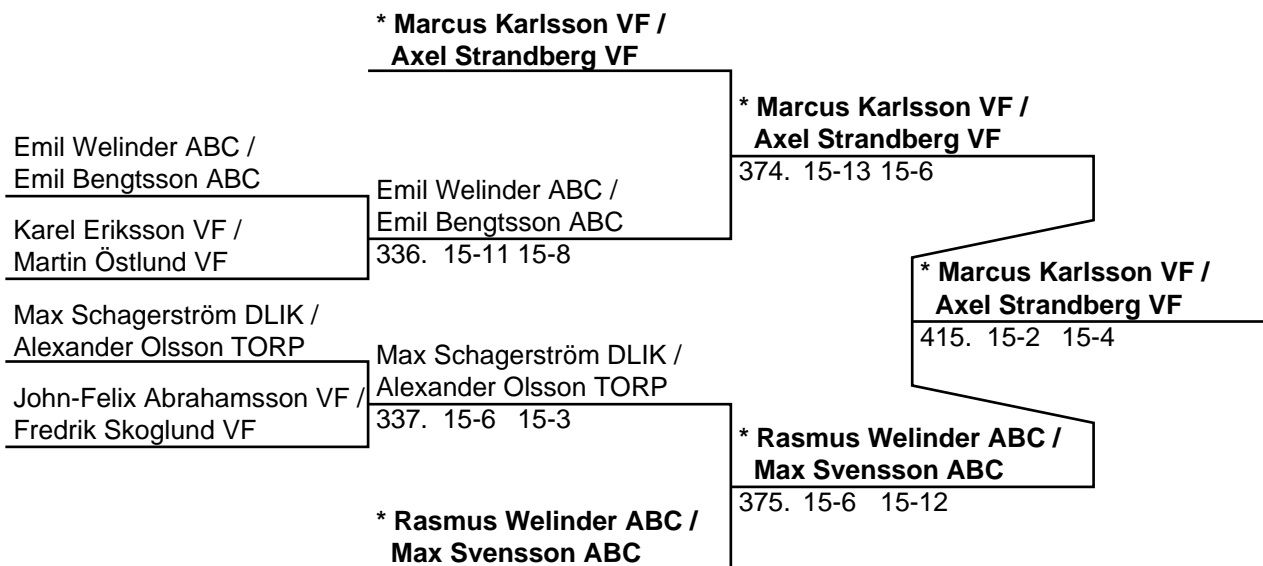 * Marcus Karlsson VF /
Axel Strandberg VF
* Marcus Karlsson VF /
Axel Strandberg VF
374. 15-13 15-6
Emil Welinder ABC /
Emil Bengtsson ABC
Emil Welinder ABC /
Emil Bengtsson ABC
336. 15-11 15-8
Karel Eriksson VF /
Martin Östlund VF
* Marcus Karlsson VF /
Axel Strandberg VF
415. 15-2 15-4
Max Schagerström DLIK /
Alexander Olsson TORP
Max Schagerström DLIK /
Alexander Olsson TORP
337. 15-6 15-3
John-Felix Abrahamsson VF /
Fredrik Skoglund VF
* Rasmus Welinder ABC /
Max Svensson ABC
375. 15-6 15-12
* Rasmus Welinder ABC /
Max Svensson ABC